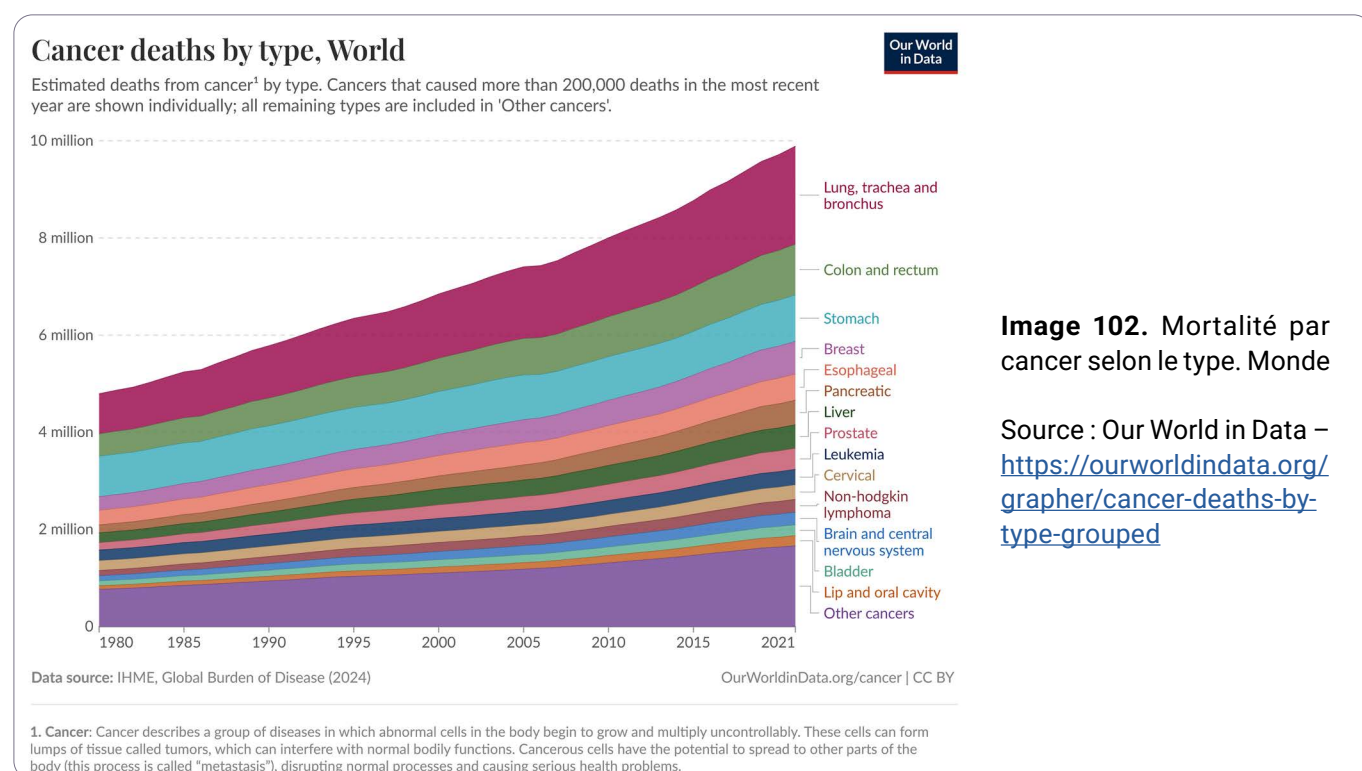 Cancer deaths by type, World
Our World
in Data
Estimated deaths from cancer¹ by type. Cancers that caused more than 200,000 deaths in the most recent
year are shown individually; all remaining types are included in 'Other cancers'.
10 million
8 million
6 million
4 million
2 million
0
1980 1985 1990 1995 2000 2005 2010 2015 2021
Lung, trachea and
bronchus
Colon and rectum
Stomach
Breast
Esophageal
Pancreatic
Liver
Prostate
Leukemia
Cervical
Non-hodgkin
lymphoma
Brain and central
nervous system
Bladder
Lip and oral cavity
Other cancers
Data source: IHME, Global Burden of Disease (2024)
OurWorldinData.org/cancer | CC BY
1. Cancer: Cancer describes a group of diseases in which abnormal cells in the body begin to grow and multiply uncontrollably. These cells can form
lumps of tissue called tumors, which can interfere with normal bodily functions. Cancerous cells have the potential to spread to other parts of the
body (this process is called “metastasis”), disrupting normal processes and causing serious health problems.
Image 102. Mortalité par
cancer selon le type. Monde
Source : Our World in Data –
https://ourworldindata.org/
grapher/cancer-deaths-by-
type-grouped